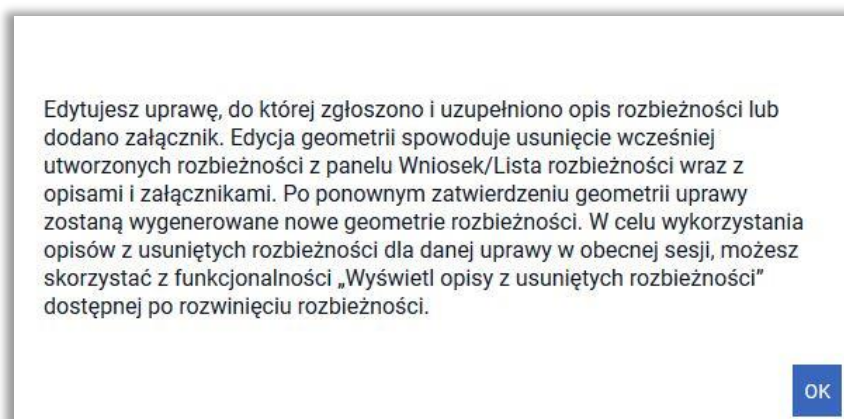 Edytujesz uprawę, do której zgłoszono i uzupełniono opis rozbieżności lub
dodano załącznik. Edycja geometrii spowoduje usunięcie wcześniej
utworzonych rozbieżności z panelu Wniosek/Lista rozbieżności wraz z
opisami i załącznikami. Po ponownym zatwierdzeniu geometrii uprawy
zostaną wygenerowane nowe geometrie rozbieżności. W celu wykorzystania
opisów z usuniętych rozbieżności dla danej uprawy w obecnej sesji, możesz
skorzystać z funkcjonalności „Wyświetl opisy z usuniętych rozbieżności”
dostępnej po rozwinięciu rozbieżności.
OK